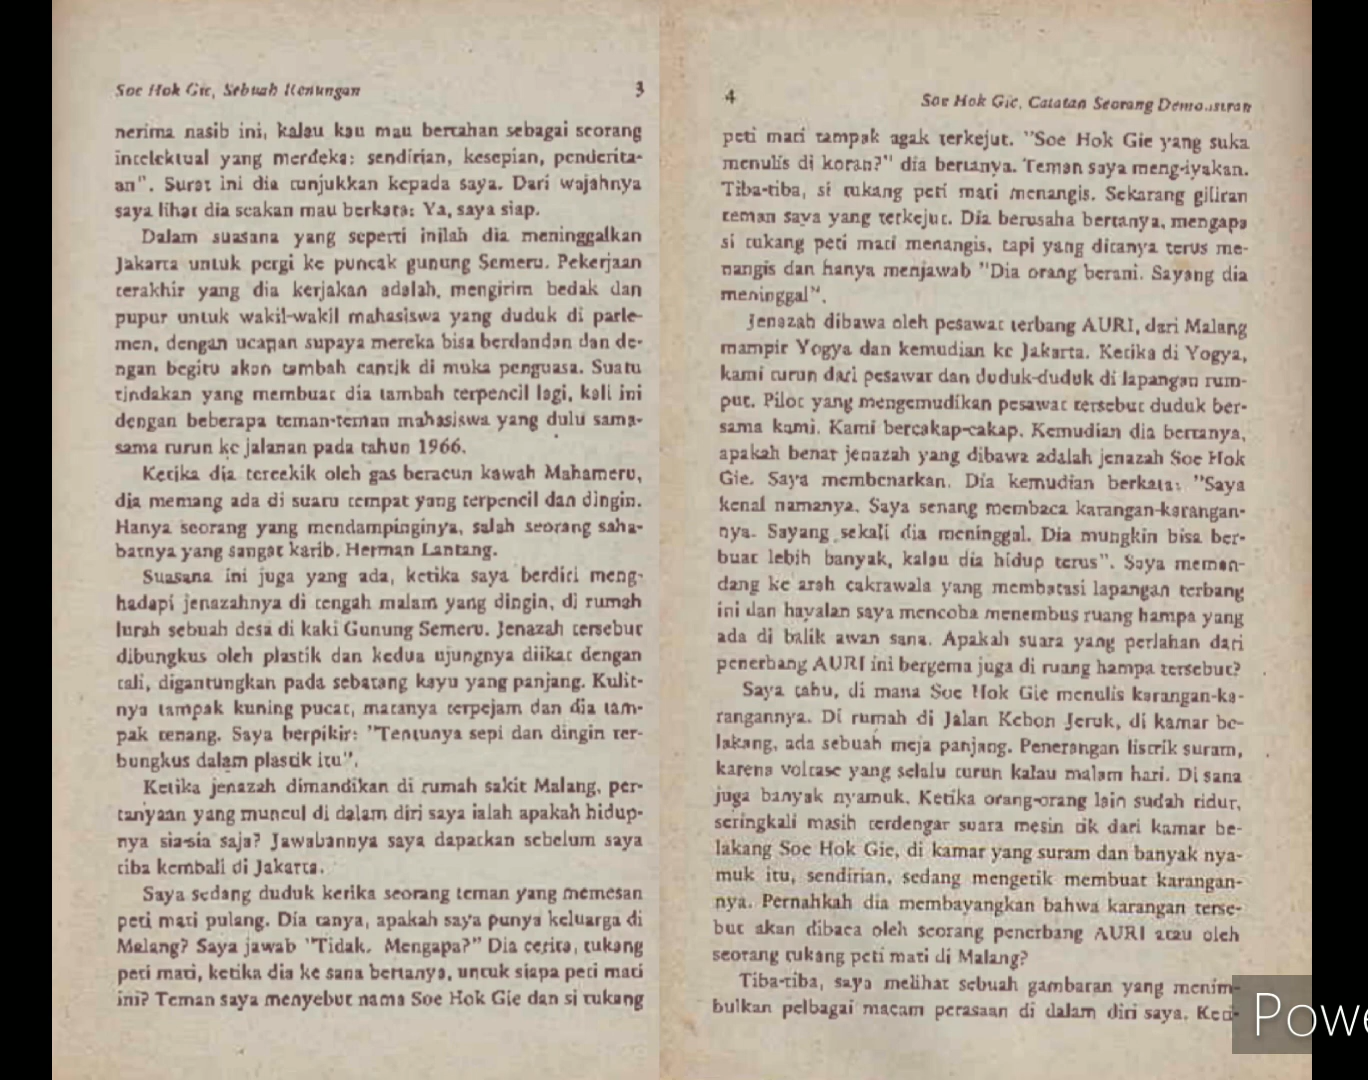 Soe Hok Gie, Sebuah Renungan 3
nerima nasib ini, kalau kau mau bertahan sebagai seorang
intelektual yang merdeka: sendirian, kesepian, penderita-
an". Surat ini dia tunjukkan kepada saya. Dari wajahnya
saya lihat dia seakan mau berkata: Ya, saya siap.
Dalam suasana yang seperti inilah dia meninggalkan
Jakarta untuk pergi ke puncak gunung Semeru. Pekerjaan
terakhir yang dia kerjakan adalah, mengirim bedak dan
pupur untuk wakil-wakil mahasiswa yang duduk di parle-
men, dengan ucapan supaya mereka bisa berdandan dan de-
ngan begitu akan tambah cantik di muka penguasa. Suatu
tindakan yang membuat dia tambah terpencil lagi, kali ini
dengan beberapa teman-teman mahasiswa yang dulu sama-
sama turun ke jalanan pada tahun 1966.
Ketika dia tercekik oleh gas beracun kawah Mahameru,
dia memang ada di suatu tempat yang terpencil dan dingin.
Hanya seorang yang mendampinginya, salah seorang saha-
batnya yang sangat karib. Herman Lantang.
Suasana ini juga yang ada, ketika saya berdiri meng-
hadapi jenazahnya di tengah malam yang dingin, di rumah
lurah sebuah desa di kaki Gunung Semeru. Jenazah tersebut
dibungkus oleh plastik dan kedua ujungnya diikat dengan
tali, digantungkan pada sebatang kayu yang panjang. Kulit-
nya tampak kuning pucat, matanya terpejam dan dia tam-
pak tenang. Saya berpikir: "Tentunya sepi dan dingin ter-
bungkus dalam plastik itu".
Ketika jenazah dimandikan di rumah sakit Malang, per-
tanyaan yang muncul di dalam diri saya ialah apakah hidup-
nya sia-sia saja? Jawabannya saya dapatkan sebelum saya
tiba kembali di Jakarta.
Saya sedang duduk ketika seorang teman yang memesan
peti mati pulang. Dia tanya, apakah saya punya keluarga di
Malang? Saya jawab "Tidak. Mengapa?" Dia cerita, tukang
peti mati, ketika dia ke sana bertanya, untuk siapa peti mati
ini? Teman saya menyebut nama Soe Hok Gie dan si tukang
4 Soe Hok Gie, Catatan Seorang Demonstran
peti mati tampak agak terkejut. "Soe Hok Gie yang suka
menulis di koran?" dia bertanya. Teman saya meng-iyakan.
Tiba-tiba, si tukang peti mati menangis. Sekarang giliran
teman saya yang terkejut. Dia berusaha bertanya, mengapa
si tukang peti mati menangis, tapi yang ditanya terus me-
nangis dan hanya menjawab "Dia orang berani. Sayang dia
meninggal".
Jenazah dibawa oleh pesawat terbang AURI, dari Malang
mampir Yogya dan kemudian ke Jakarta. Ketika di Yogya,
kami turun dari pesawat dan duduk-duduk di lapangan rum-
put. Pilot yang mengemudikan pesawat tersebut duduk ber-
sama kami. Kami bercakap-cakap. Kemudian dia bertanya,
apakah benar jenazah yang dibawa adalah jenazah Soe Hok
Gie. Saya membenarkan. Dia kemudian berkata: "Saya
kenal namanya. Saya senang membaca karangan-karangan-
nya. Sayang sekali dia meninggal. Dia mungkin bisa ber-
buat lebih banyak, kalau dia hidup terus". Saya meman-
dang ke arah cakrawala yang membatasi lapangan terbang
ini dan hayalan saya mencoba menembus ruang hampa yang
ada di balik awan sana. Apakah suara yang perlahan dari
penerbang AURI ini bergema juga di ruang hampa tersebut?
Saya tahu, di mana Soe Hok Gie menulis karangan-ka-
rangannya. Di rumah di Jalan Kebon Jeruk, di kamar be-
lakang, ada sebuah meja panjang. Penerangan listrik suram,
karena voltase yang selalu turun kalau malam hari. Di sana
juga banyak nyamuk. Ketika orang-orang lain sudah tidur,
seringkali masih terdengar suara mesin tik dari kamar be-
lakang Soe Hok Gie, di kamar yang suram dan banyak nya-
muk itu, sendirian, sedang mengetik membuat karangan-
nya. Pernahkah dia membayangkan bahwa karangan terse-
but akan dibaca oleh seorang penerbang AURI atau oleh
seorang tukang peti mati di Malang?
Tiba-tiba, saya melihat sebuah gambaran yang menim-
bulkan pelbagai macam perasaan di dalam diri saya. Keti-
Powe